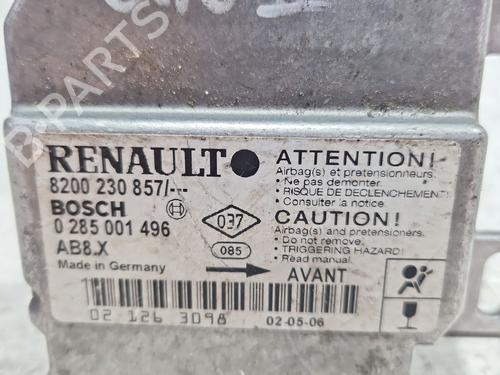 RENAULT
8200 230 857/---
BOSCH
0 285 001 496
AB8.X
Made in Germany
037
085
ATTENTION!
Airbag(s) et pretensionneurs.
• Ne pas demonter.
• RISQUE DE DECLENCHEMENT!
• Consulter la notice.
CAUTION!
Airbag(s) and pretensioners.
• Do not remove.
• TRIGGERING HAZARD!
• Read manual.
AVANT
02 126 3098
02-05-06
B-PARTS